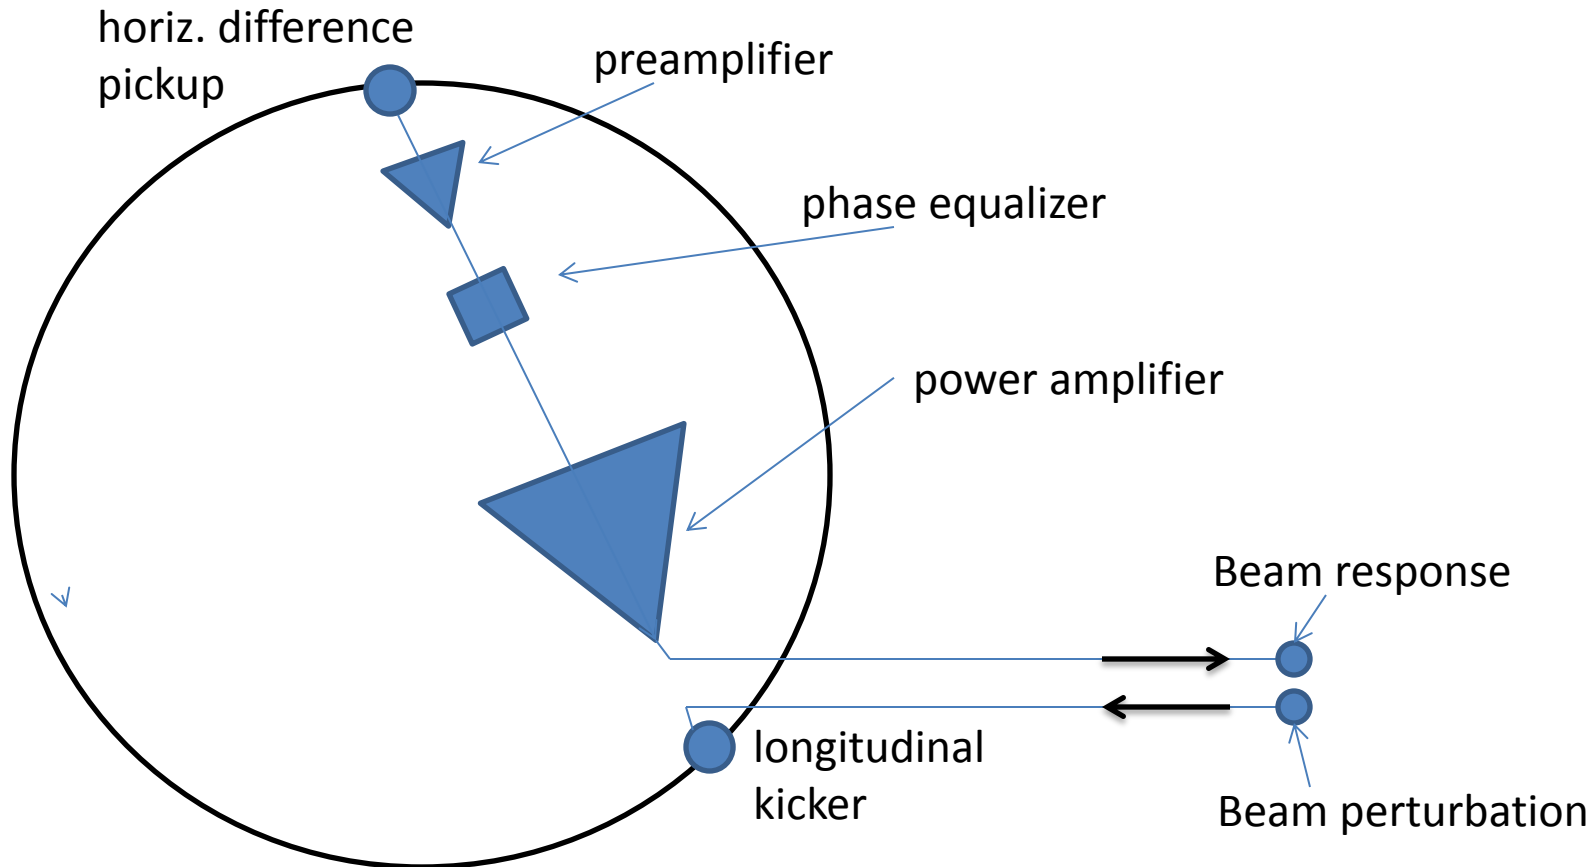 horiz. difference
pickup
preamplifier
phase equalizer
power amplifier
Beam response
longitudinal
kicker
Beam perturbation